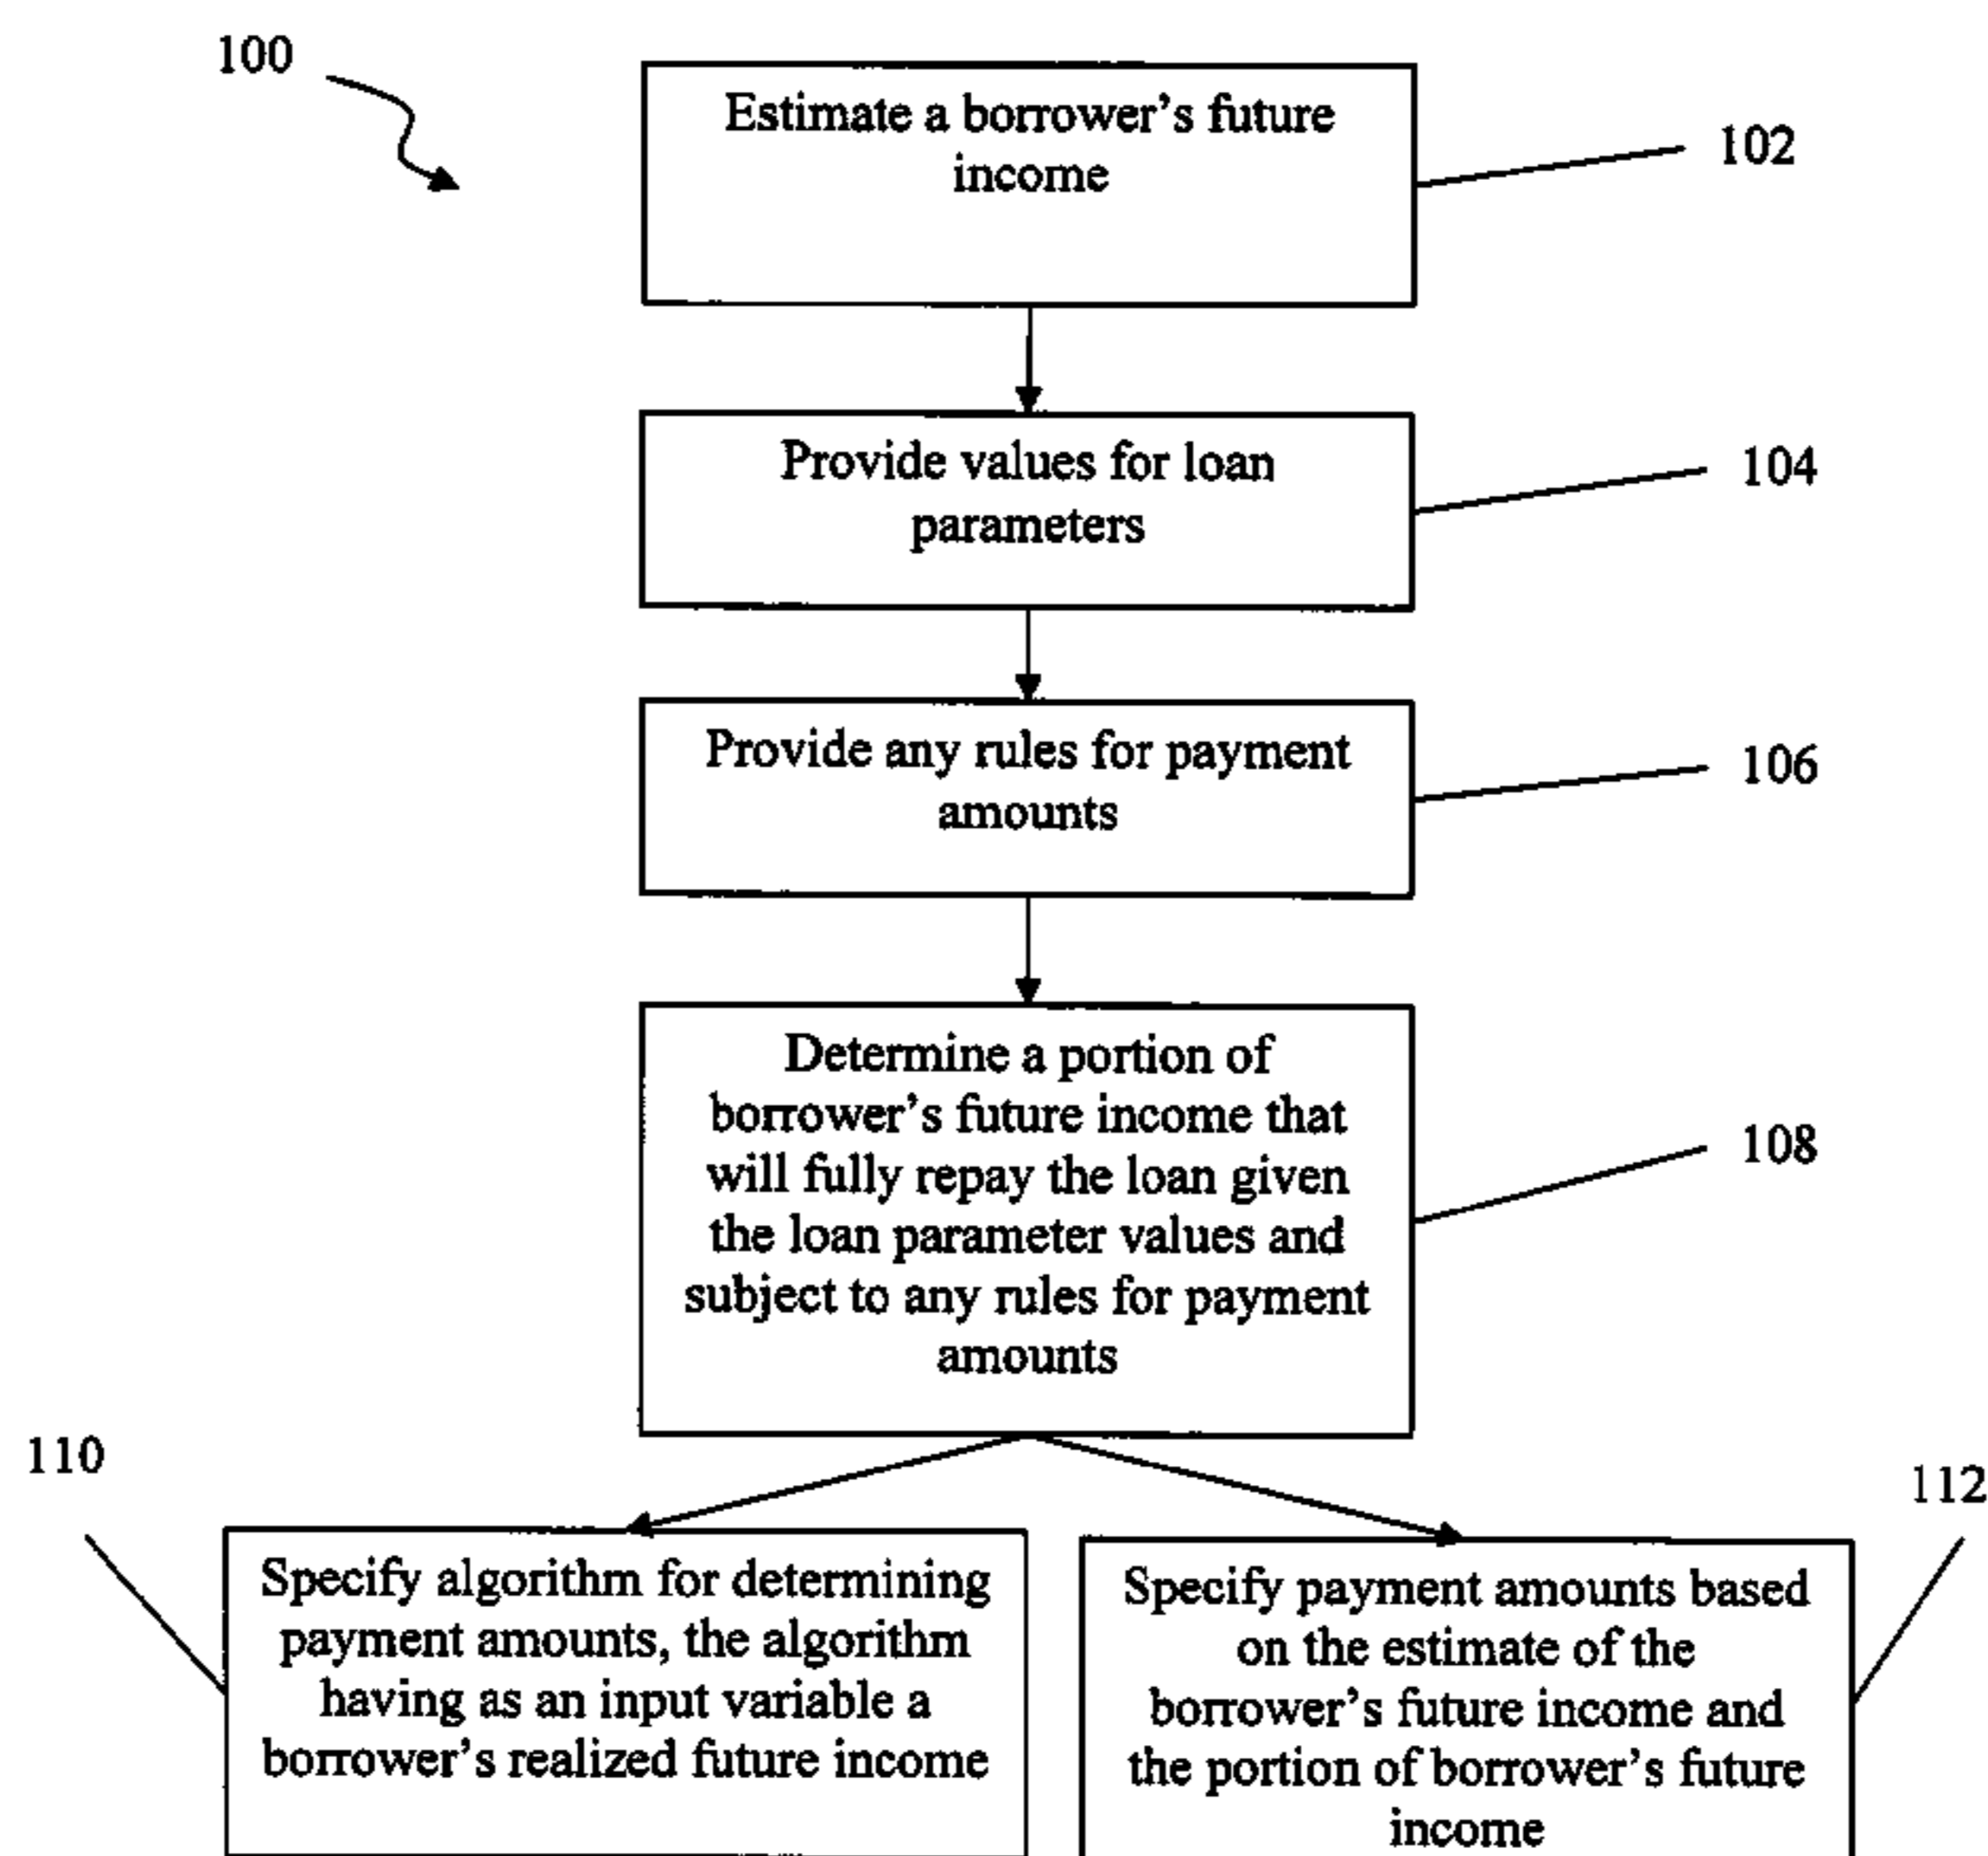 100
Estimate a borrower’s future
income
102
Provide values for loan
parameters
104
Provide any rules for payment
amounts
106
Determine a portion of
borrower’s future income that
will fully repay the loan given
the loan parameter values and
subject to any rules for payment
amounts
108
110
112
Specify algorithm for determining
payment amounts, the algorithm
having as an input variable a
borrower’s realized future income
Specify payment amounts based
on the estimate of the
borrower’s future income and
the portion of borrower’s future
income